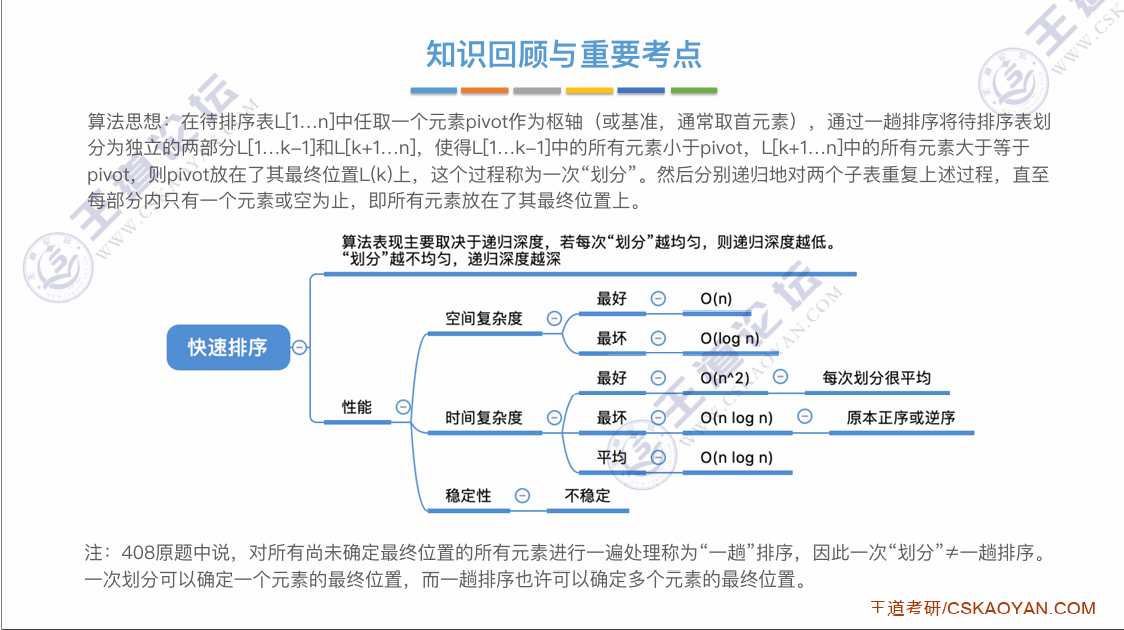 知识回顾与重要考点
算法思想：在待排序表L[1…n]中任取一个元素pivot作为枢轴（或基准，通常取首元素），通过一趟排序将待排序表划
分为独立的两部分L[1…k-1]和L[k+1…n]，使得L[1…k-1]中的所有元素小于pivot，L[k+1…n]中的所有元素大于等于
pivot，则pivot放在了其最终位置L(k)上，这个过程称为一次“划分”。然后分别递归地对两个子表重复上述过程，直至
每部分内只有一个元素或空为止，即所有元素放在了其最终位置上。
算法表现主要取决于递归深度，若每次“划分”越均匀，则递归深度越低。
“划分”越不均匀，递归深度越深
快速排序
性能
空间复杂度
最好 O(n)
最坏 O(log n)
时间复杂度
最好 O(n^2) 每次划分很平均
最坏 O(n log n) 原本正序或逆序
平均 O(n log n)
稳定性 不稳定
注：408原题中说，对所有尚未确定最终位置的所有元素进行一遍处理称为“一趟”排序，因此一次“划分”≠一趟排序。
一次划分可以确定一个元素的最终位置，而一趟排序也许可以确定多个元素的最终位置。
王道考研/CSKAOYAN.COM
王道论坛
WWW.CSKAOYAN.COM
王道论坛
WWW.CSKAOYAN.COM